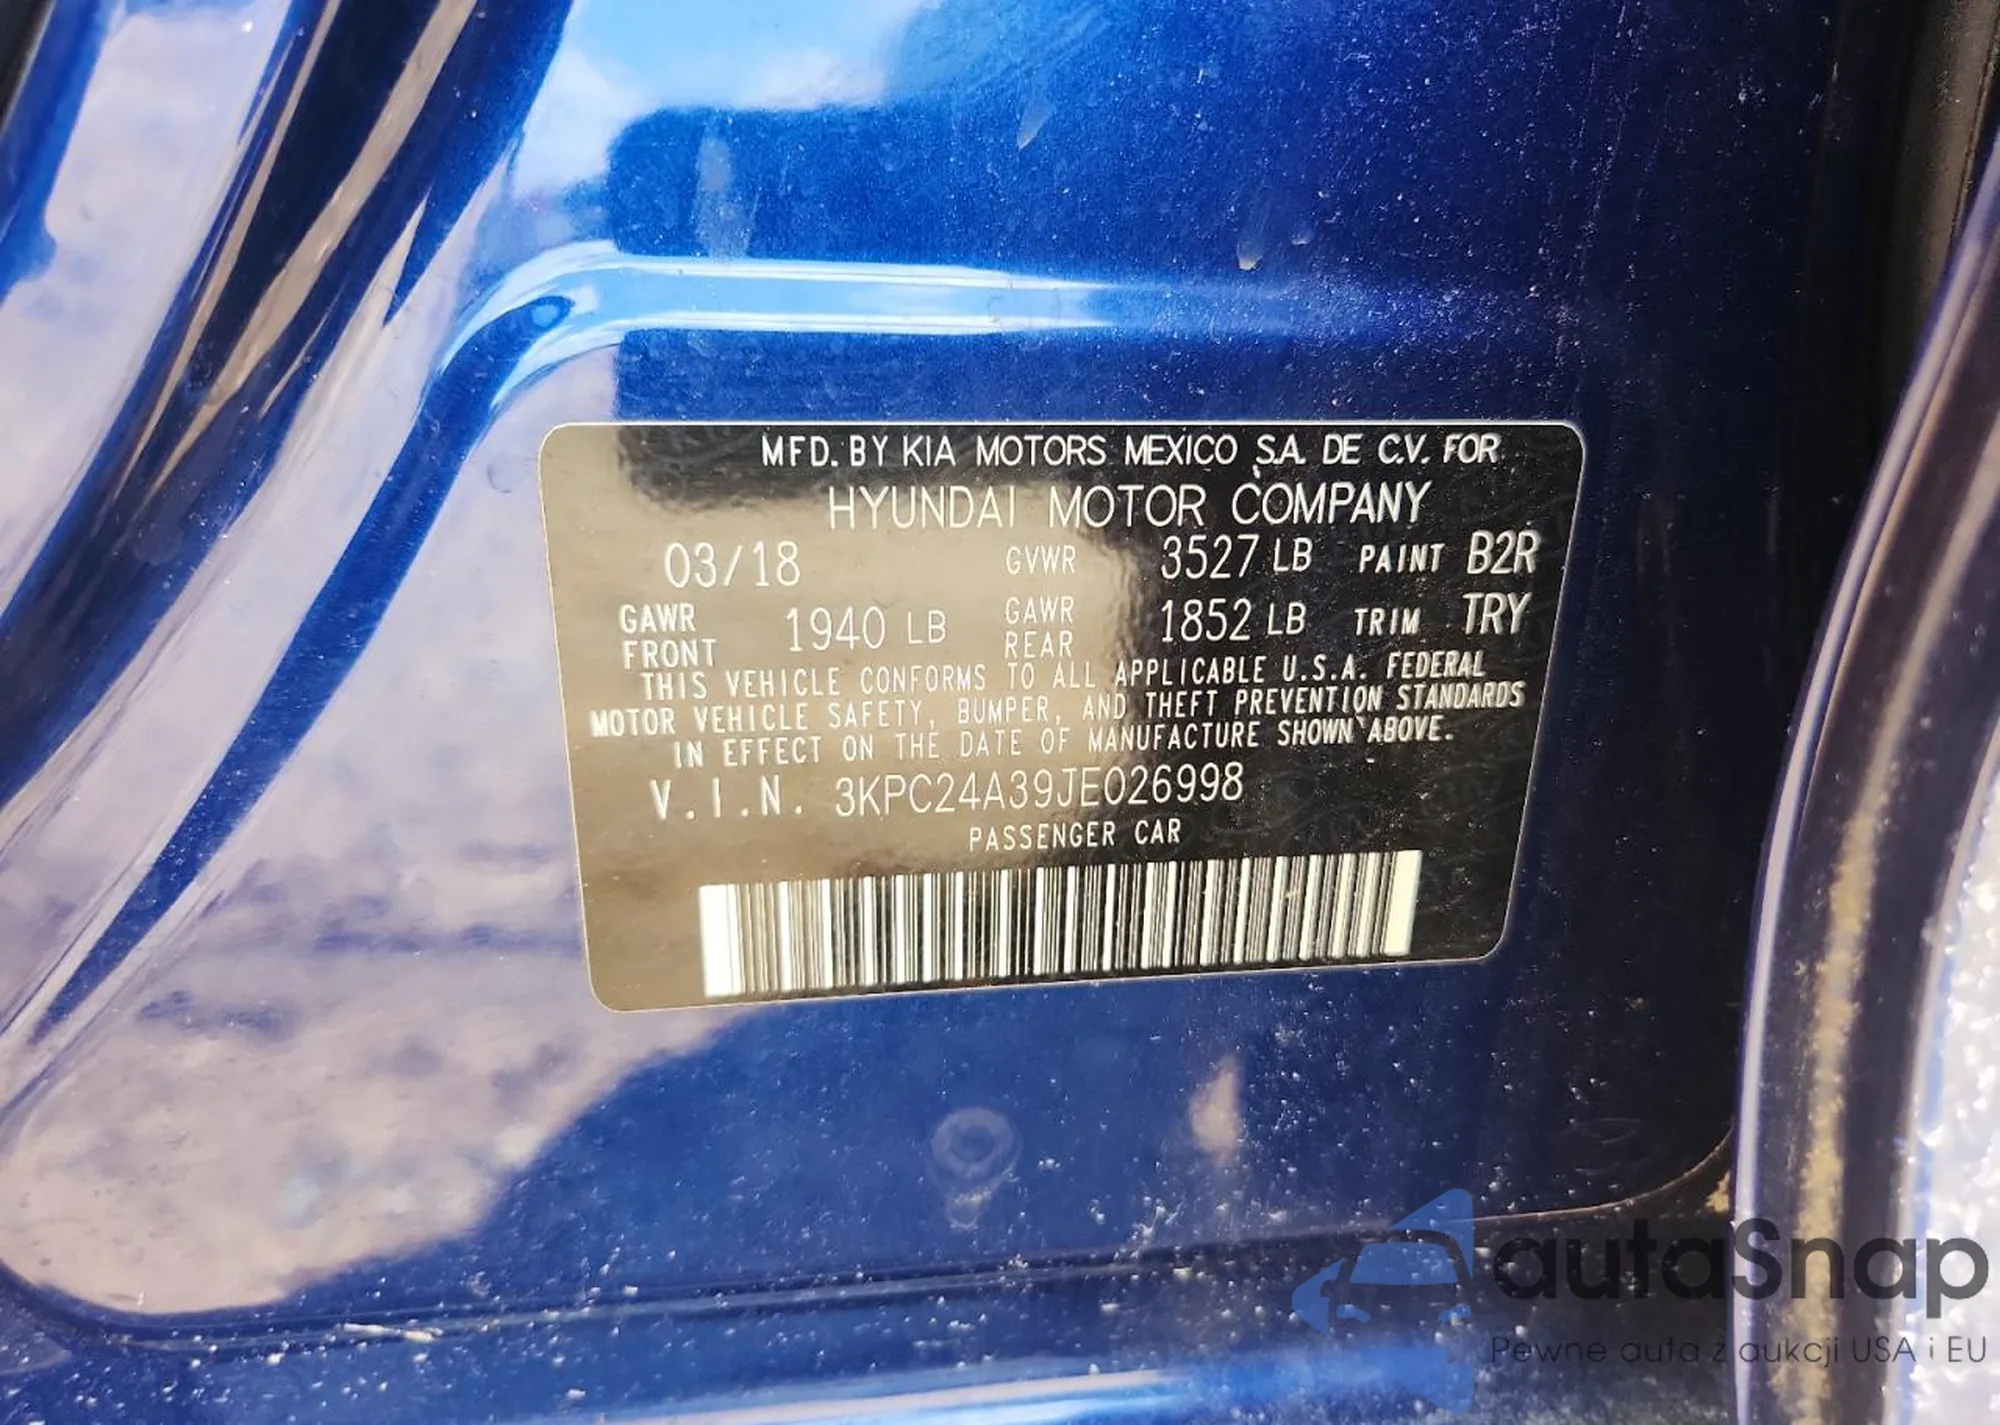 MFD. BY KIA MOTORS MEXICO S.A. DE C.V. FOR
HYUNDAI MOTOR COMPANY
03/18 GVWR 3527 LB PAINT B2R
GAWR FRONT 1940 LB GAWR REAR 1852 LB TRIM TRY
THIS VEHICLE CONFORMS TO ALL APPLICABLE U.S.A. FEDERAL
MOTOR VEHICLE SAFETY, BUMPER, AND THEFT PREVENTION STANDARDS
IN EFFECT ON THE DATE OF MANUFACTURE SHOWN ABOVE.
V.I.N. 3KPC24A39JE026998
PASSENGER CAR
autaSnap
Pewne auta z aukcji USA i EU